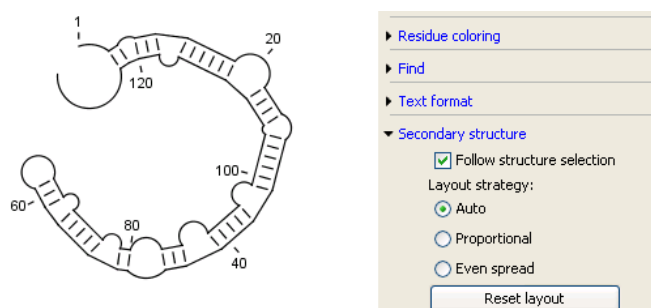 1
20
120
100
60
80
40
Residue coloring
Find
Text format
Secondary structure
Follow structure selection
Layout strategy:
Auto
Proportional
Even spread
Reset layout